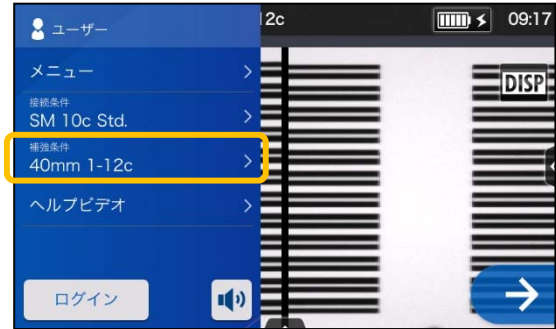 ユーザー
12c
09:17
メニュー
接続条件
SM 10c Std.
補強条件
40mm 1-12c
ヘルプビデオ
ログイン
DISP